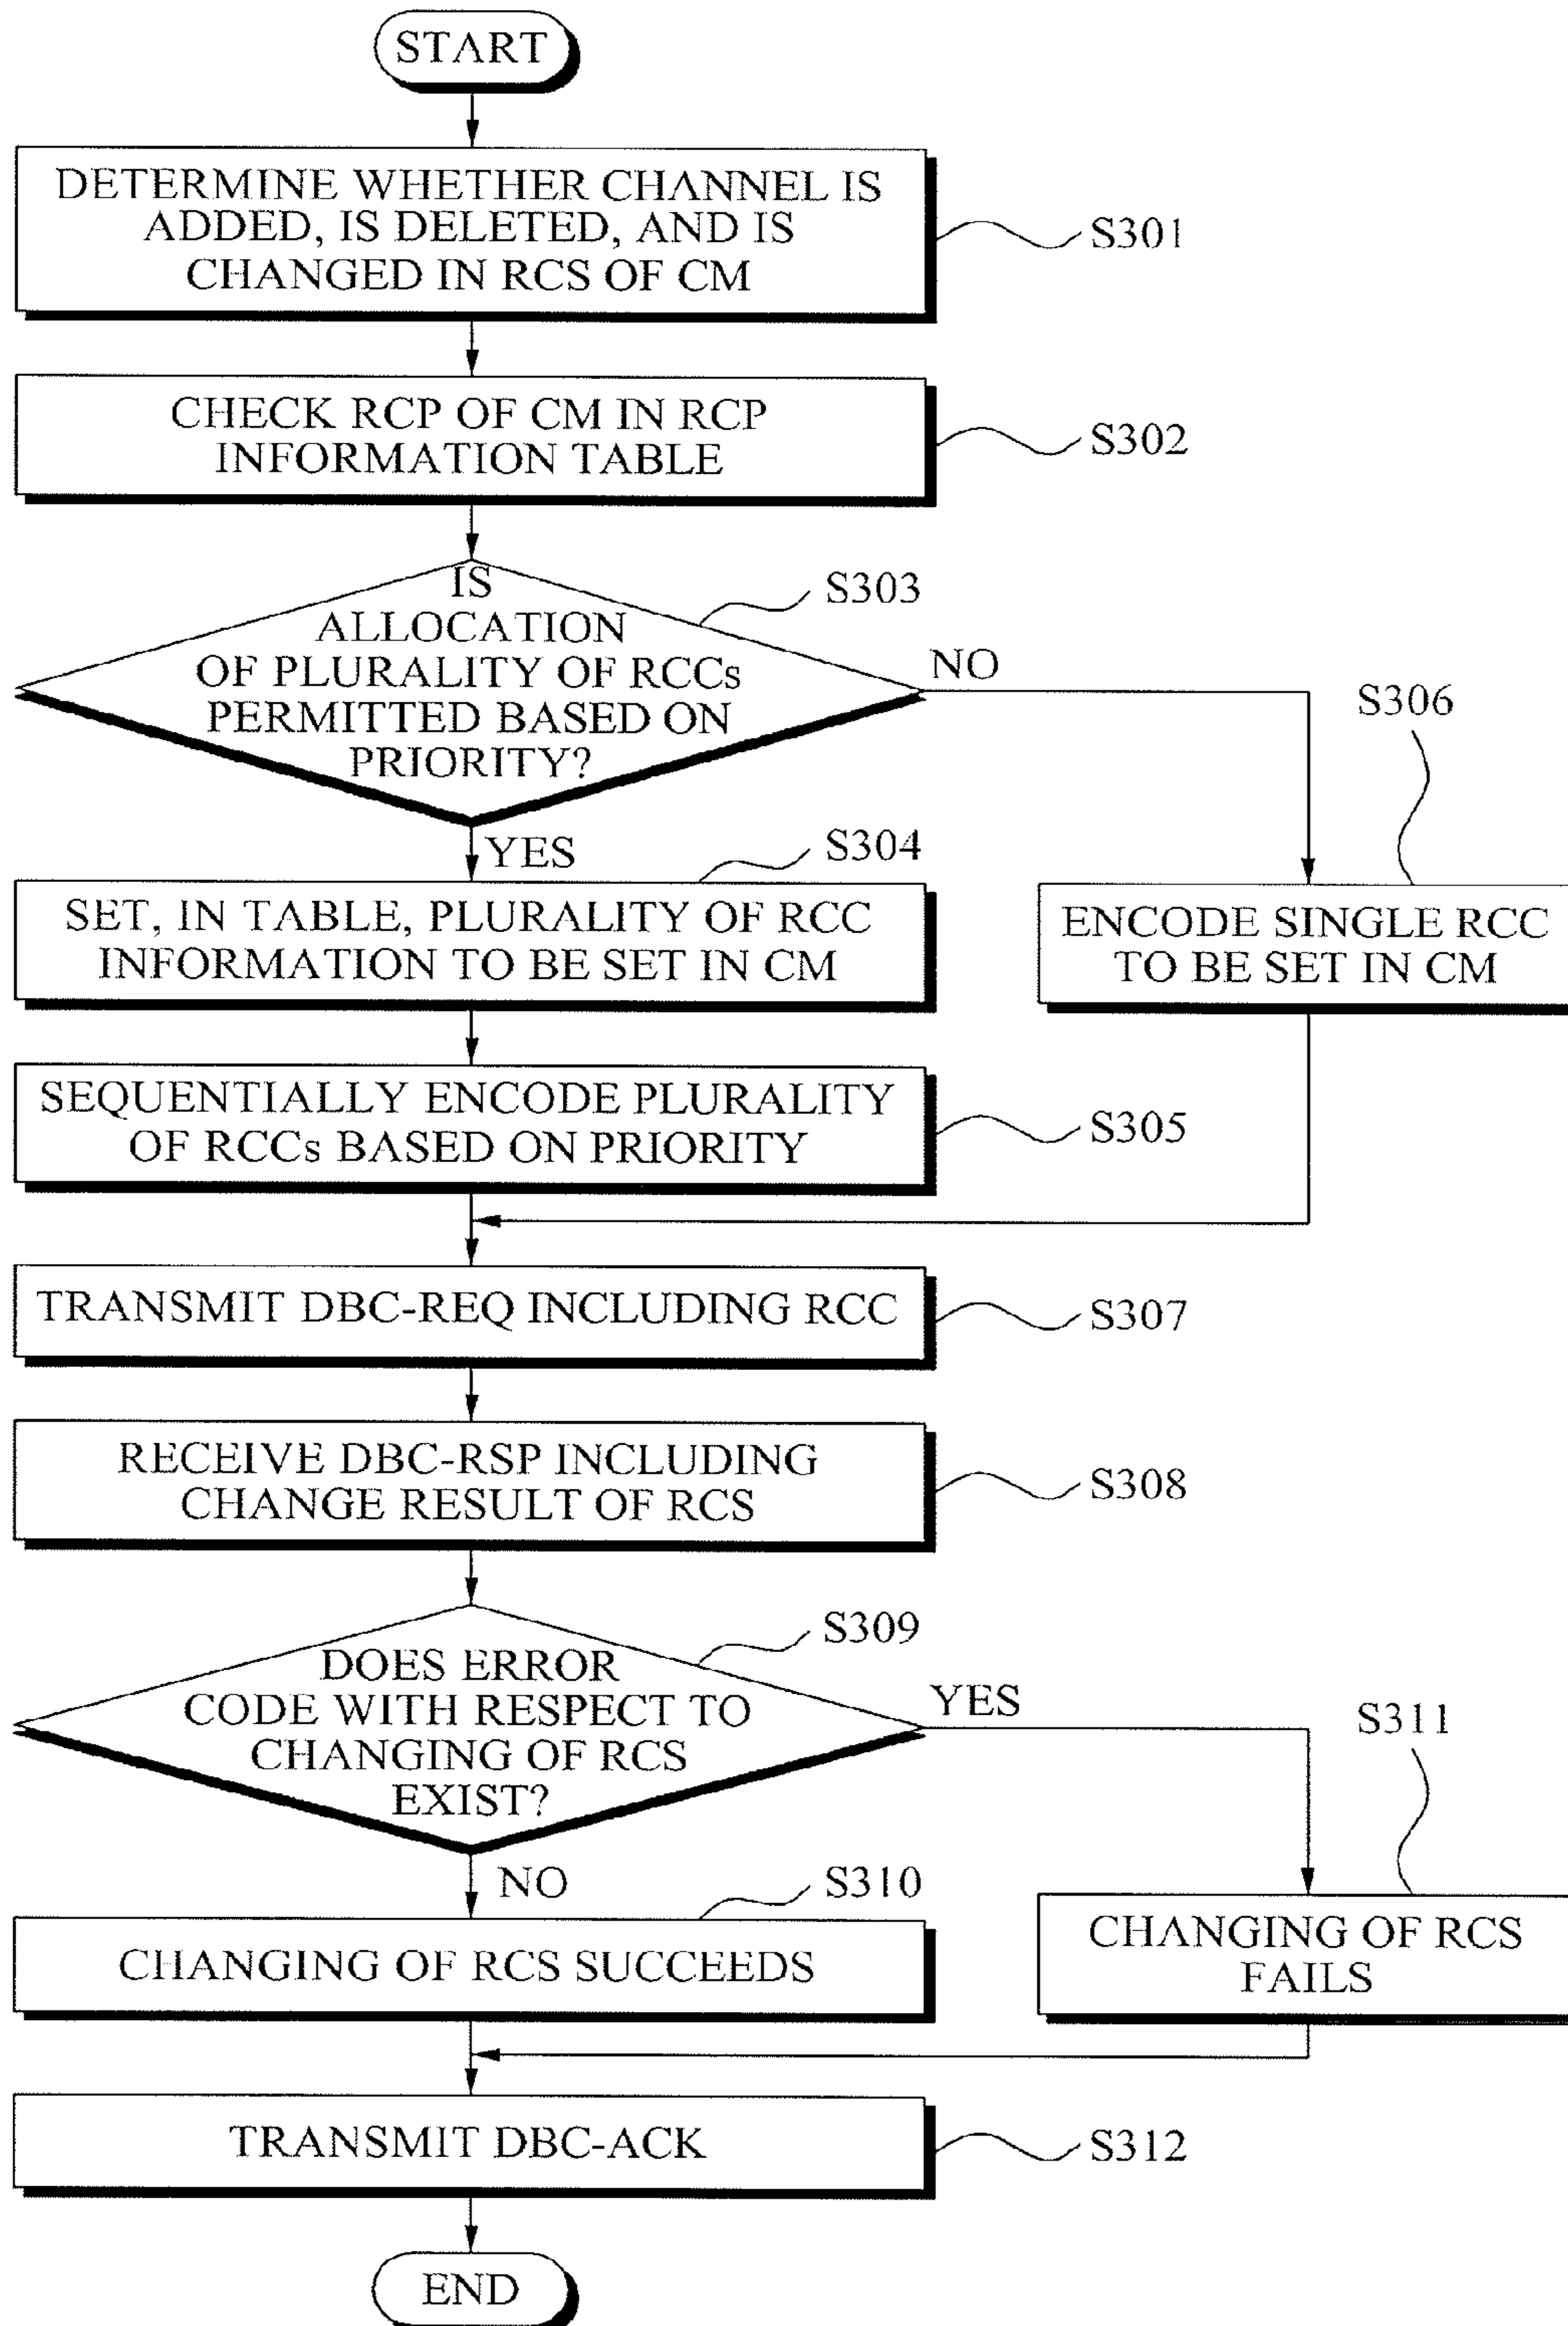 START
DETERMINE WHETHER CHANNEL IS
ADDED, IS DELETED, AND IS
CHANGED IN RCS OF CM
S301
CHECK RCP OF CM IN RCP
INFORMATION TABLE
S302
IS
ALLOCATION
OF PLURALITY OF RCCs
PERMITTED BASED ON
PRIORITY?
S303
NO
S306
YES
S304
SET, IN TABLE, PLURALITY OF RCC
INFORMATION TO BE SET IN CM
ENCODE SINGLE RCC
TO BE SET IN CM
SEQUENTIALLY ENCODE PLURALITY
OF RCCs BASED ON PRIORITY
S305
TRANSMIT DBC-REQ INCLUDING RCC
S307
RECEIVE DBC-RSP INCLUDING
CHANGE RESULT OF RCS
S308
DOES ERROR
CODE WITH RESPECT TO
CHANGING OF RCS
EXIST?
S309
YES
S311
NO
S310
CHANGING OF RCS SUCCEEDS
CHANGING OF RCS
FAILS
TRANSMIT DBC-ACK
S312
END